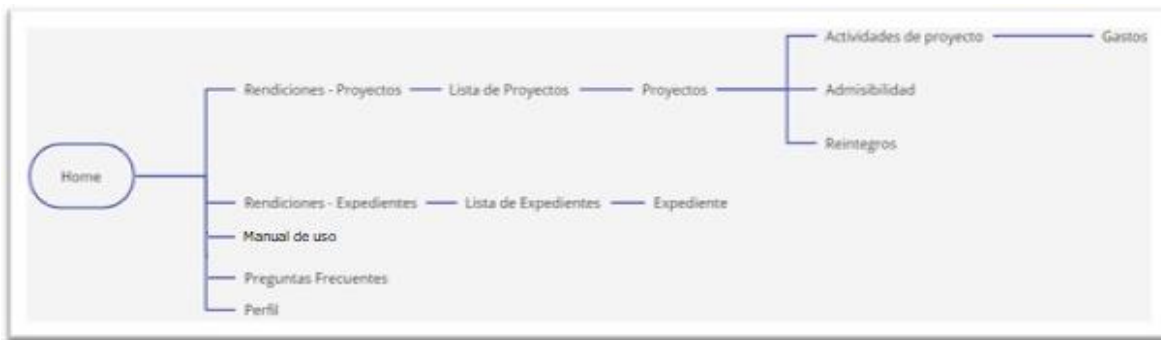 Actividades de proyecto Gastos
Rendiciones - Proyectos Lista de Proyectos Proyectos Admisibilidad
Reintegros
Home
Rendiciones - Expedientes Lista de Expedientes Expediente
Manual de uso
Preguntas Frecuentes
Perfil